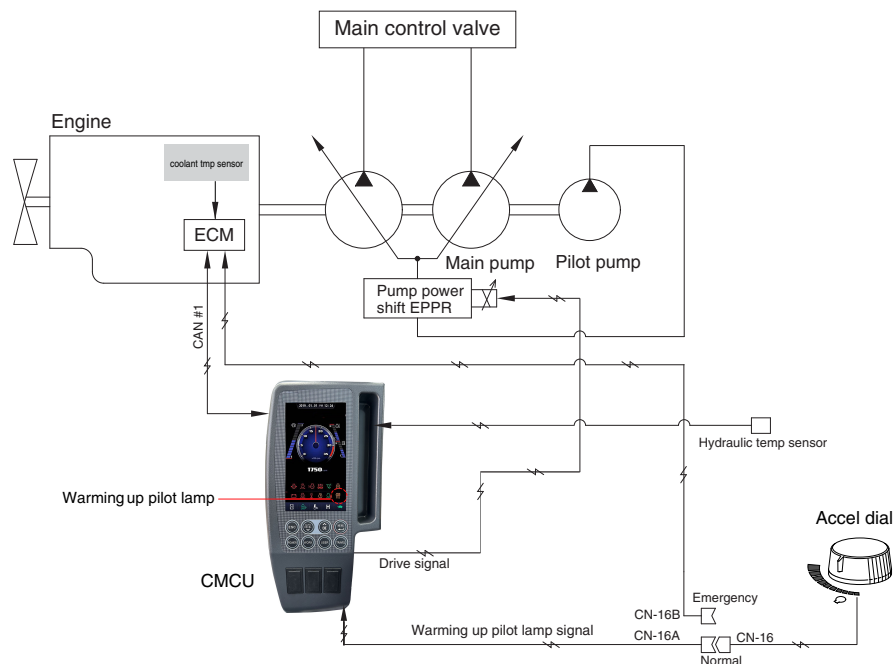 Main control valve
Engine
coolant tmp sensor
ECM
Main pump
Pilot pump
Pump power
shift EPPR
CAN #1
Hydraulic temp sensor
1750
Warming up pilot lamp
Accel dial
Drive signal
CMCU
Emergency
CN-16B
Warming up pilot lamp signal
CN-16A
CN-16
Normal